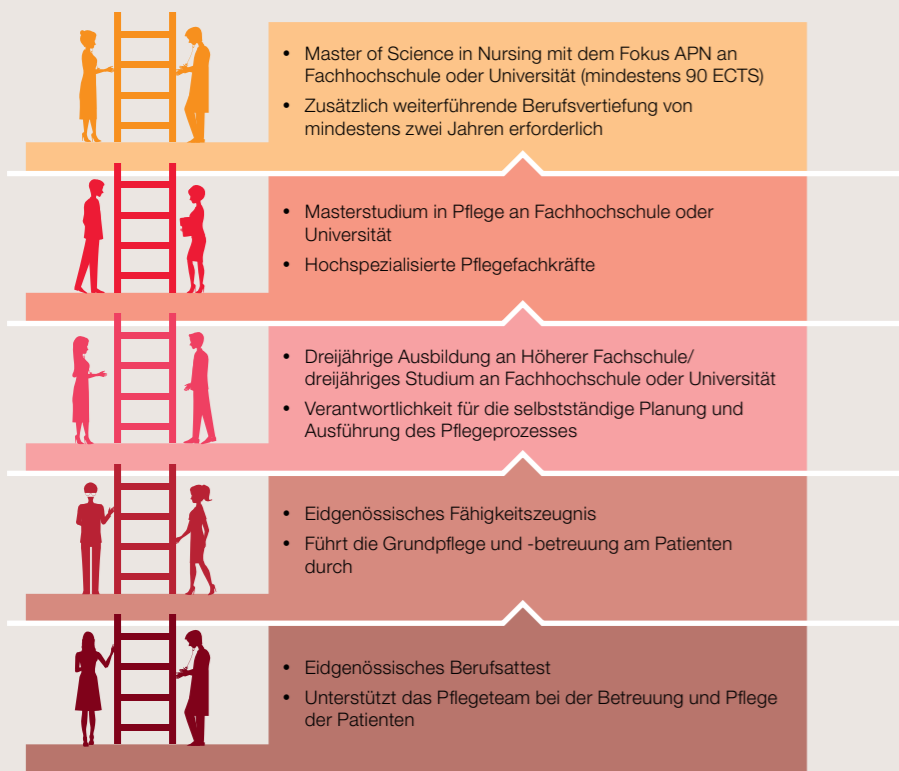 • Master of Science in Nursing mit dem Fokus APN an
Fachhochschule oder Universität (mindestens 90 ECTS)
• Zusätzlich weiterführende Berufsvertiefung von
mindestens zwei Jahren erforderlich
• Masterstudium in Pflege an Fachhochschule oder
Universität
• Hochspezialisierte Pflegefachkräfte
• Dreijährige Ausbildung an Höherer Fachschule/
dreijähriges Studium an Fachhochschule oder Universität
• Verantwortlichkeit für die selbstständige Planung und
Ausführung des Pflegeprozesses
• Eidgenössisches Fähigkeitszeugnis
• Führt die Grundpflege und -betreuung am Patienten
durch
• Eidgenössisches Berufsattest
• Unterstützt das Pflegeteam bei der Betreuung und Pflege
der Patienten